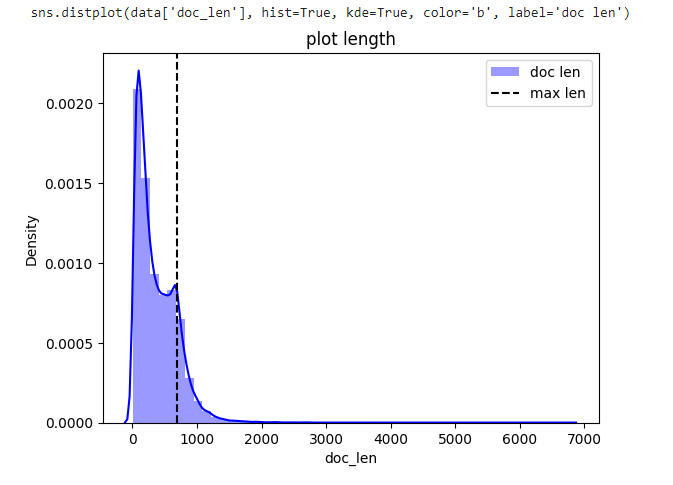 sns.distplot(data['doc_len'], hist=True, kde=True, color='b', label='doc len')
plot length
doc len
max len
0.0020
0.0015
0.0010
0.0005
0.0000
Density
0 1000 2000 3000 4000 5000 6000 7000
doc_len